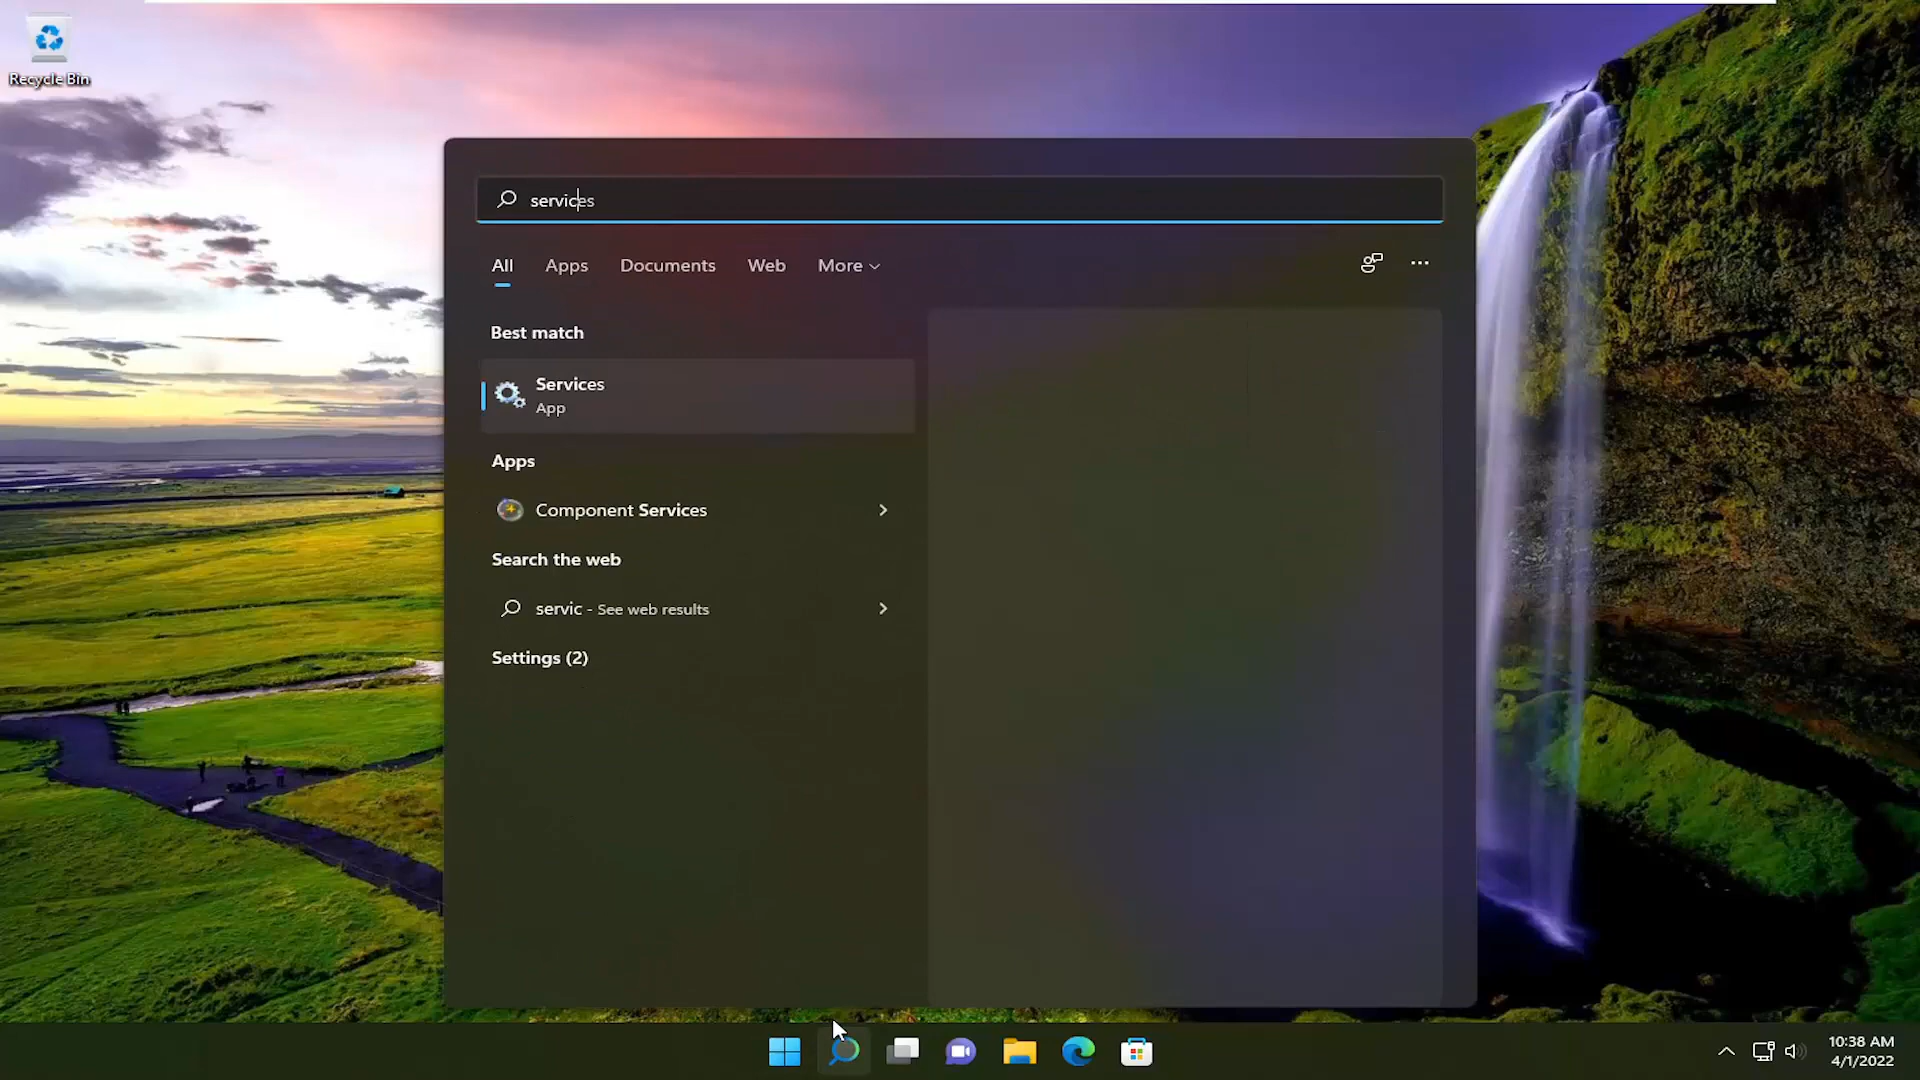 Recycle Bin
services
All Apps Documents Web More
Best match
Services
App
Apps
Component Services
Search the web
servic - See web results
Settings (2)
10:38 AM
4/1/2022